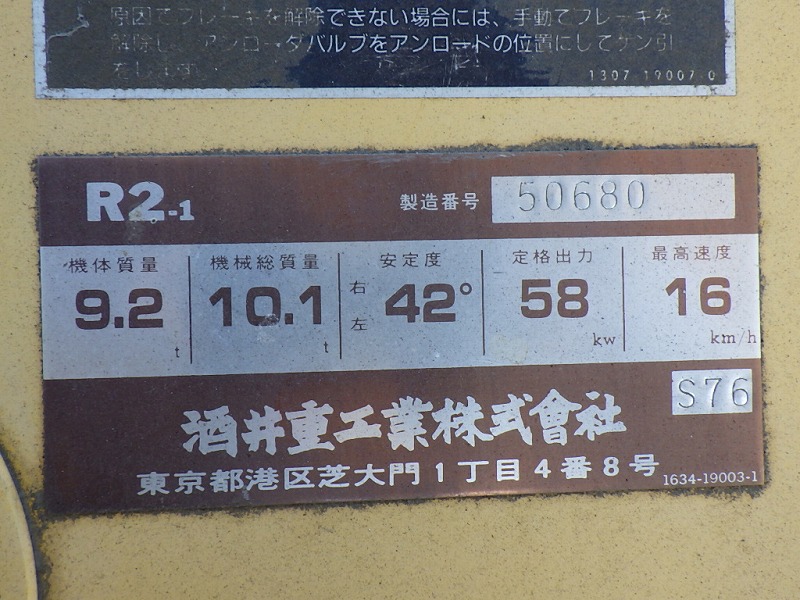 原因でブレーキを解除できない場合には、手動でブレーキを
解除し、アンローダバルブをアンロードの位置にしてケン引
をします
1307 19007 0
R2-1
製造番号 50680
機体質量 機械総質量 安定度 定格出力 最高速度
9.2 t 10.1 t 右 左 42° 58 kw 16 km/h
S76
酒井重工業株式會社
東京都港区芝大門1丁目4番8号 1634-19003-1